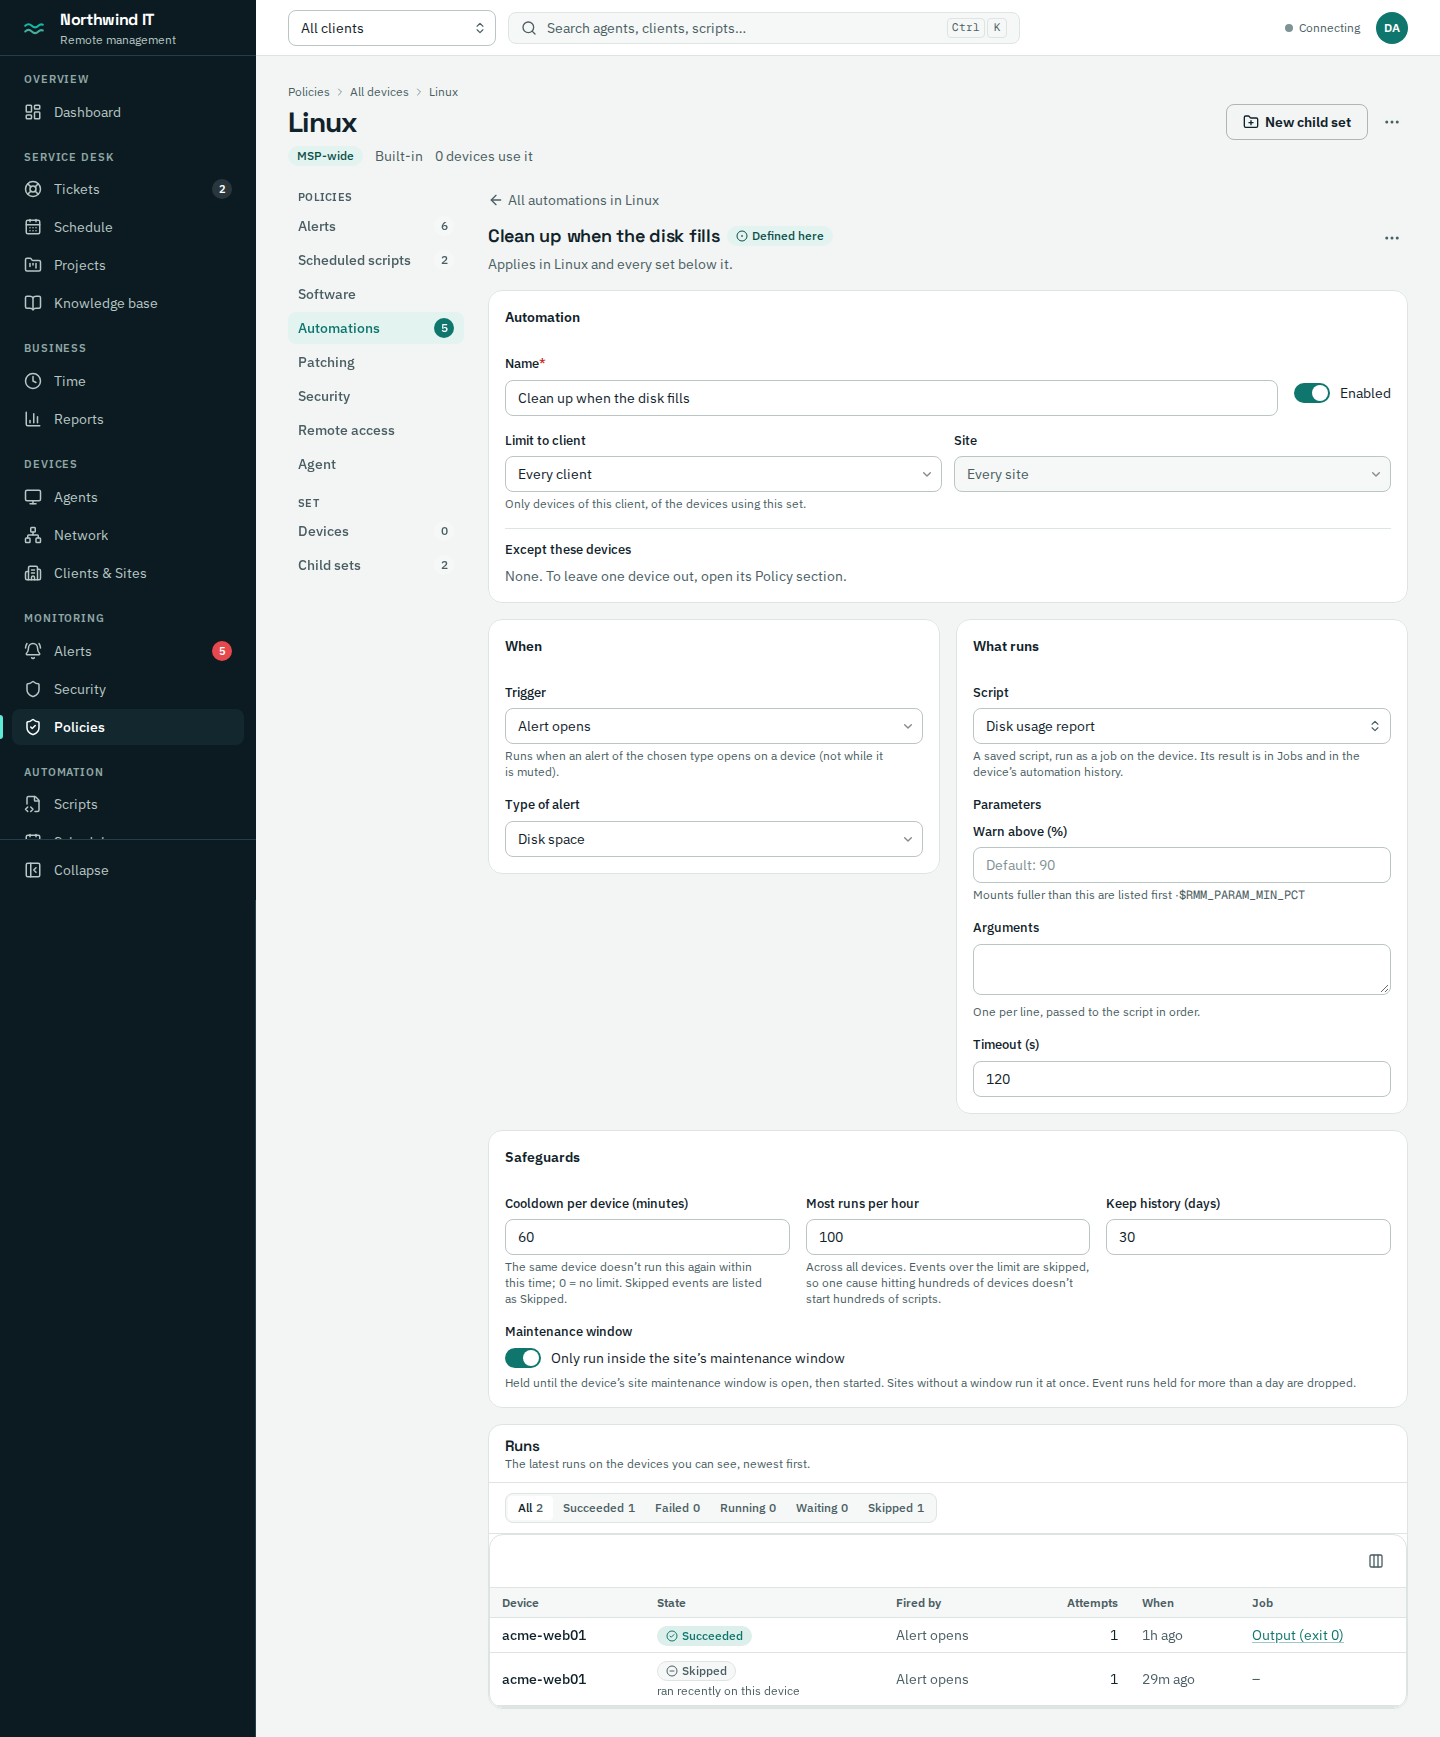 Northwind IT
Remote management
All clients
Search agents, clients, scripts...
Ctrl K
Connecting
DA
OVERVIEW
Dashboard
SERVICE DESK
Tickets 2
Schedule
Projects
Knowledge base
BUSINESS
Time
Reports
DEVICES
Agents
Network
Clients & Sites
MONITORING
Alerts 5
Security
Policies
AUTOMATION
Scripts
Collapse
Policies > All devices > Linux
Linux
New child set
MSP-wide Built-in 0 devices use it
POLICIES
Alerts 6
Scheduled scripts 2
Software
Automations 5
Patching
Security
Remote access
Agent
SET
Devices 0
Child sets 2
← All automations in Linux
Clean up when the disk fills Defined here
Applies in Linux and every set below it.
Automation
Name*
Clean up when the disk fills
Enabled
Limit to client
Every client
Site
Every site
Only devices of this client, of the devices using this set.
Except these devices
None. To leave one device out, open its Policy section.
When
Trigger
Alert opens
Runs when an alert of the chosen type opens on a device (not while it
is muted).
Type of alert
Disk space
What runs
Script
Disk usage report
A saved script, run as a job on the device. Its result is in Jobs and in the
device's automation history.
Parameters
Warn above (%)
Default: 90
Mounts fuller than this are listed first ·$RMM_PARAM_MIN_PCT
Arguments
One per line, passed to the script in order.
Timeout (s)
120
Safeguards
Cooldown per device (minutes)
60
The same device doesn't run this again within
this time; 0 = no limit. Skipped events are listed
as Skipped.
Most runs per hour
100
Across all devices. Events over the limit are skipped,
so one cause hitting hundreds of devices doesn't
start hundreds of scripts.
Keep history (days)
30
Maintenance window
Only run inside the site's maintenance window
Held until the device's site maintenance window is open, then started. Sites without a window run it at once. Event runs held for more than a day are dropped.
Runs
The latest runs on the devices you can see, newest first.
All 2 Succeeded 1 Failed 0 Running 0 Waiting 0 Skipped 1
Device State Fired by Attempts When Job
acme-web01 Succeeded Alert opens 1 1h ago Output (exit 0)
acme-web01 Skipped Alert opens 1 29m ago –
ran recently on this device